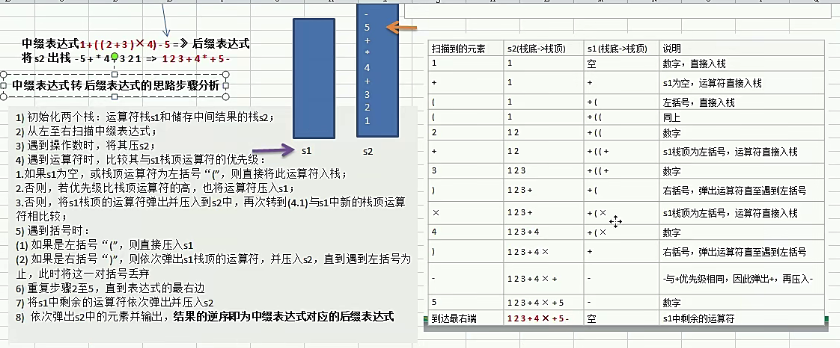 中缀表达式1+((2+3)×4)-5=》后缀表达式
将s2出栈 -5+*4+321 => 123+4*+5-
中缀表达式转后缀表达式的思路步骤分析
1) 初始化两个栈：运算符栈s1和储存中间结果的栈s2；
2) 从左至右扫描中缀表达式；
3) 遇到操作数时，将其压s2；
4) 遇到运算符时，比较其与s1栈顶运算符的优先级：
1.如果s1为空，或栈顶运算符为左括号“(”，则直接将此运算符入栈；
2.否则，若优先级比栈顶运算符的高，也将运算符压入s1；
3.否则，将s1栈顶的运算符弹出并压入到s2中，再次转到(4.1)与s1中新的栈顶运算
符相比较；
5) 遇到括号时：
(1) 如果是左括号“(”，则直接压入s1
(2) 如果是右括号“)”，则依次弹出s1栈顶的运算符，并压入s2，直到遇到左括号为
止，此时将这一对括号丢弃
6) 重复步骤2至5，直到表达式的最右边
7) 将s1中剩余的运算符依次弹出并压入s2
8) 依次弹出s2中的元素并输出，结果的逆序即为中缀表达式对应的后缀表达式
s1
-
5
+
*
4
+
3
2
1
s2
扫描到的元素 s2(栈底->栈顶) s1 (栈底->栈顶) 说明
1 1 空 数字，直接入栈
+ 1 + s1为空，运算符直接入栈
( 1 + ( 左括号，直接入栈
( 1 + ( ( 同上
2 1 2 + ( ( 数字
+ 1 2 + ( ( + s1栈顶为左括号，运算符直接入栈
3 1 2 3 + ( ( + 数字
) 1 2 3 + + ( 右括号，弹出运算符直至遇到左括号
× 1 2 3 + + ( × s1栈顶为左括号，运算符直接入栈
4 1 2 3 + 4 + ( × 数字
) 1 2 3 + 4 × + 右括号，弹出运算符直至遇到左括号
- 1 2 3 + 4 × + - -与+优先级相同，因此弹出+，再压入-
5 1 2 3 + 4 × + 5 - 数字
到达最右端 1 2 3 + 4 × + 5 - 空 s1中剩余的运算符